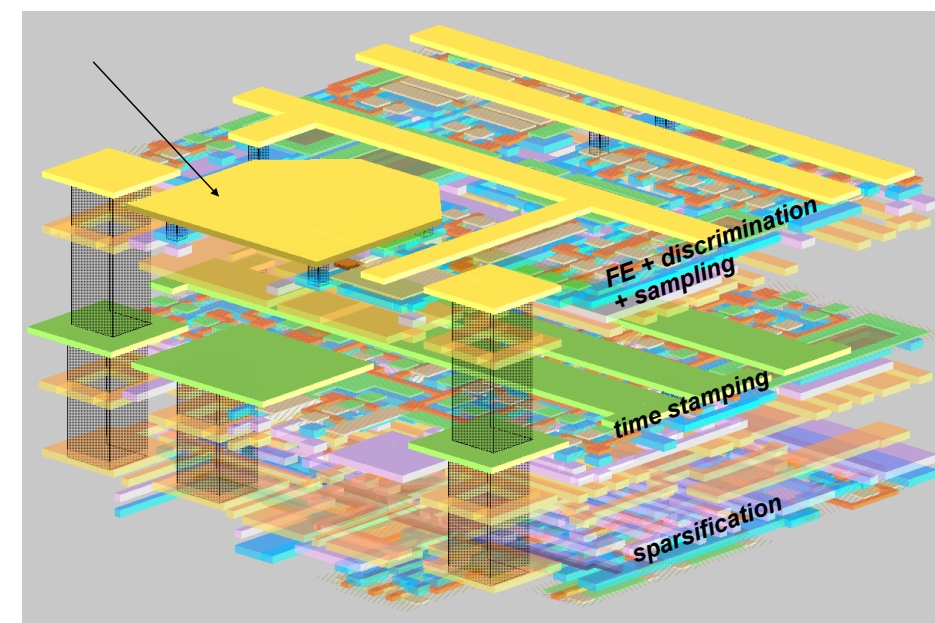 FE + discrimination
+ sampling
time stamping
sparsification